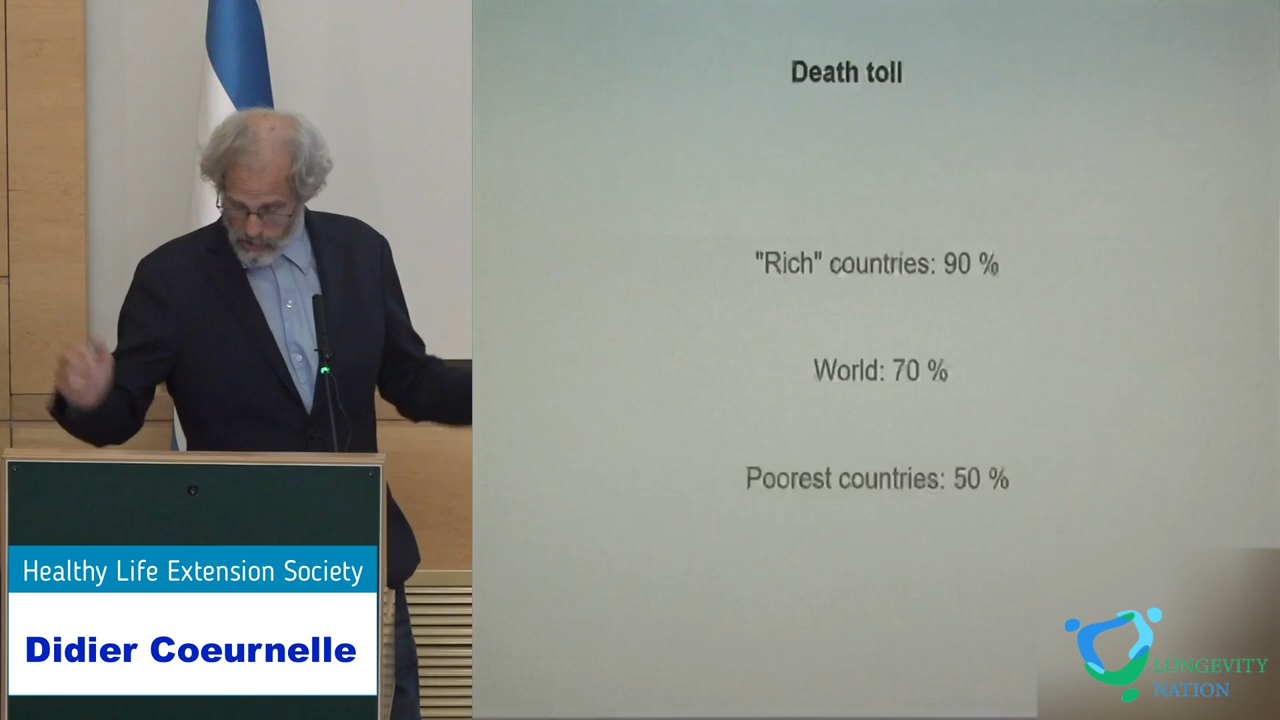 Death toll
"Rich" countries: 90 %
World: 70 %
Poorest countries: 50 %
Healthy Life Extension Society
Didier Coeurnelle
LONGEVITY
NATION